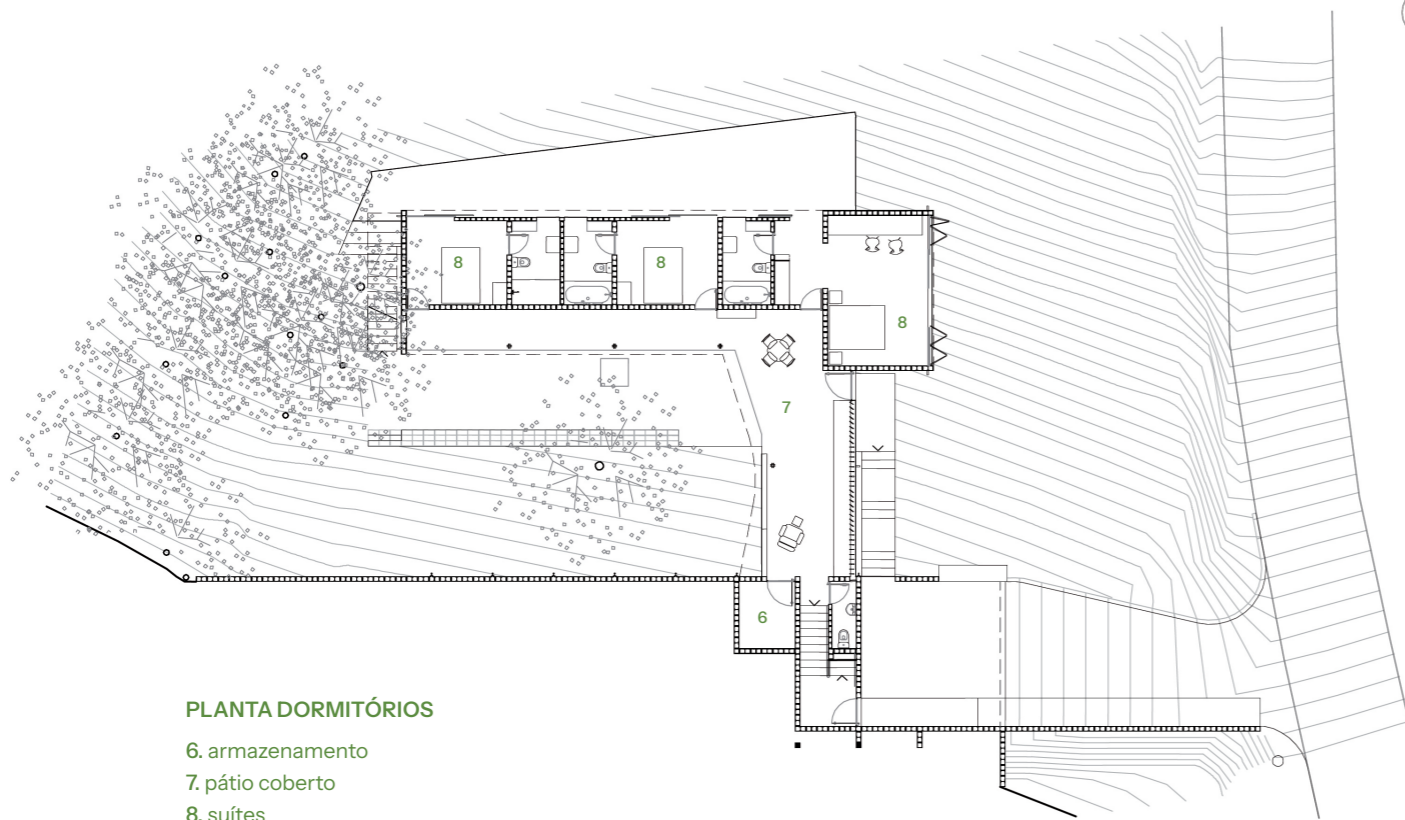 8
8
8
7
6
PLANTA DORMITÓRIOS
6. armazenamento
7. pátio coberto
8. suítes